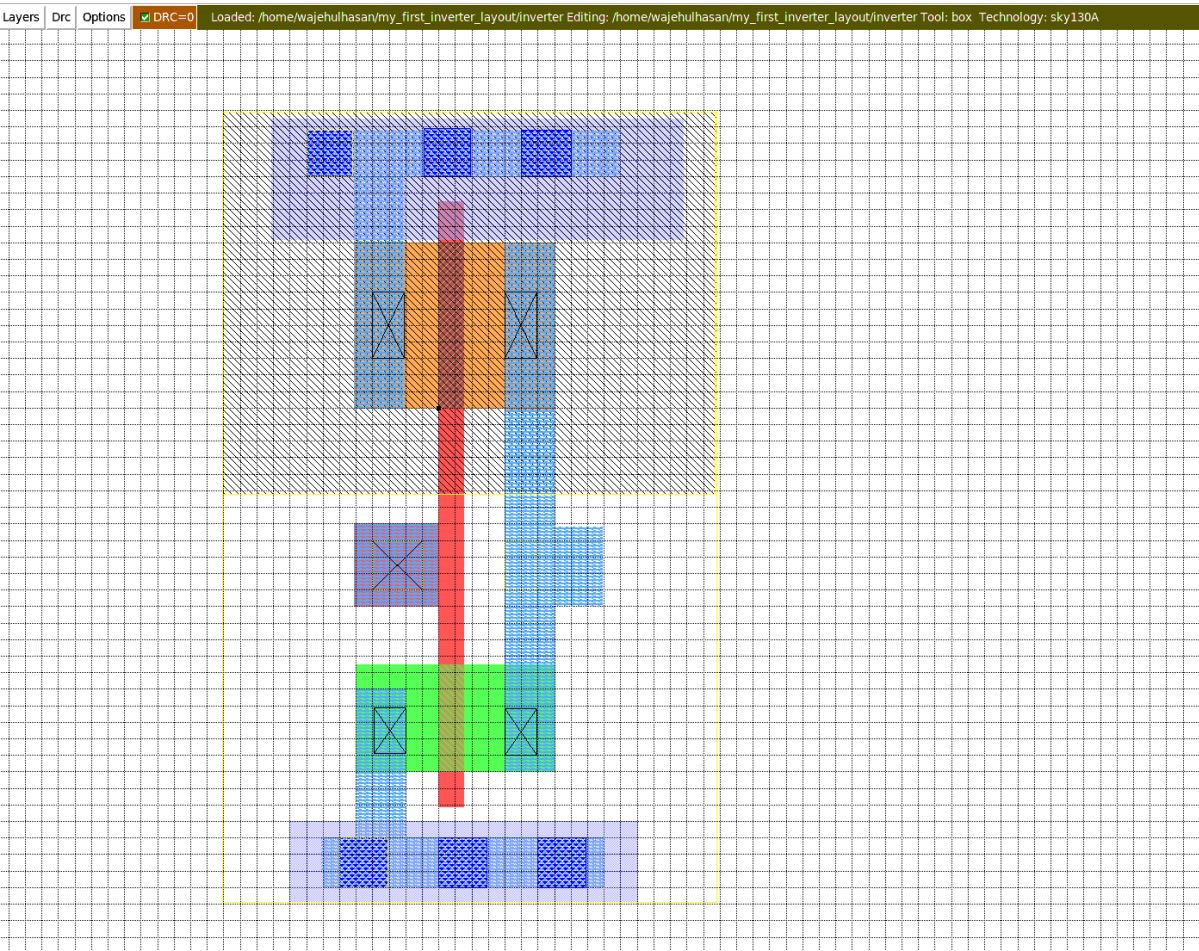 Layers Drc Options DRC=0 Loaded: /home/wajehulhasan/my_first_inverter_layout/inverter Editing: /home/wajehulhasan/my_first_inverter_layout/inverter Tool: box Technology: sky130A